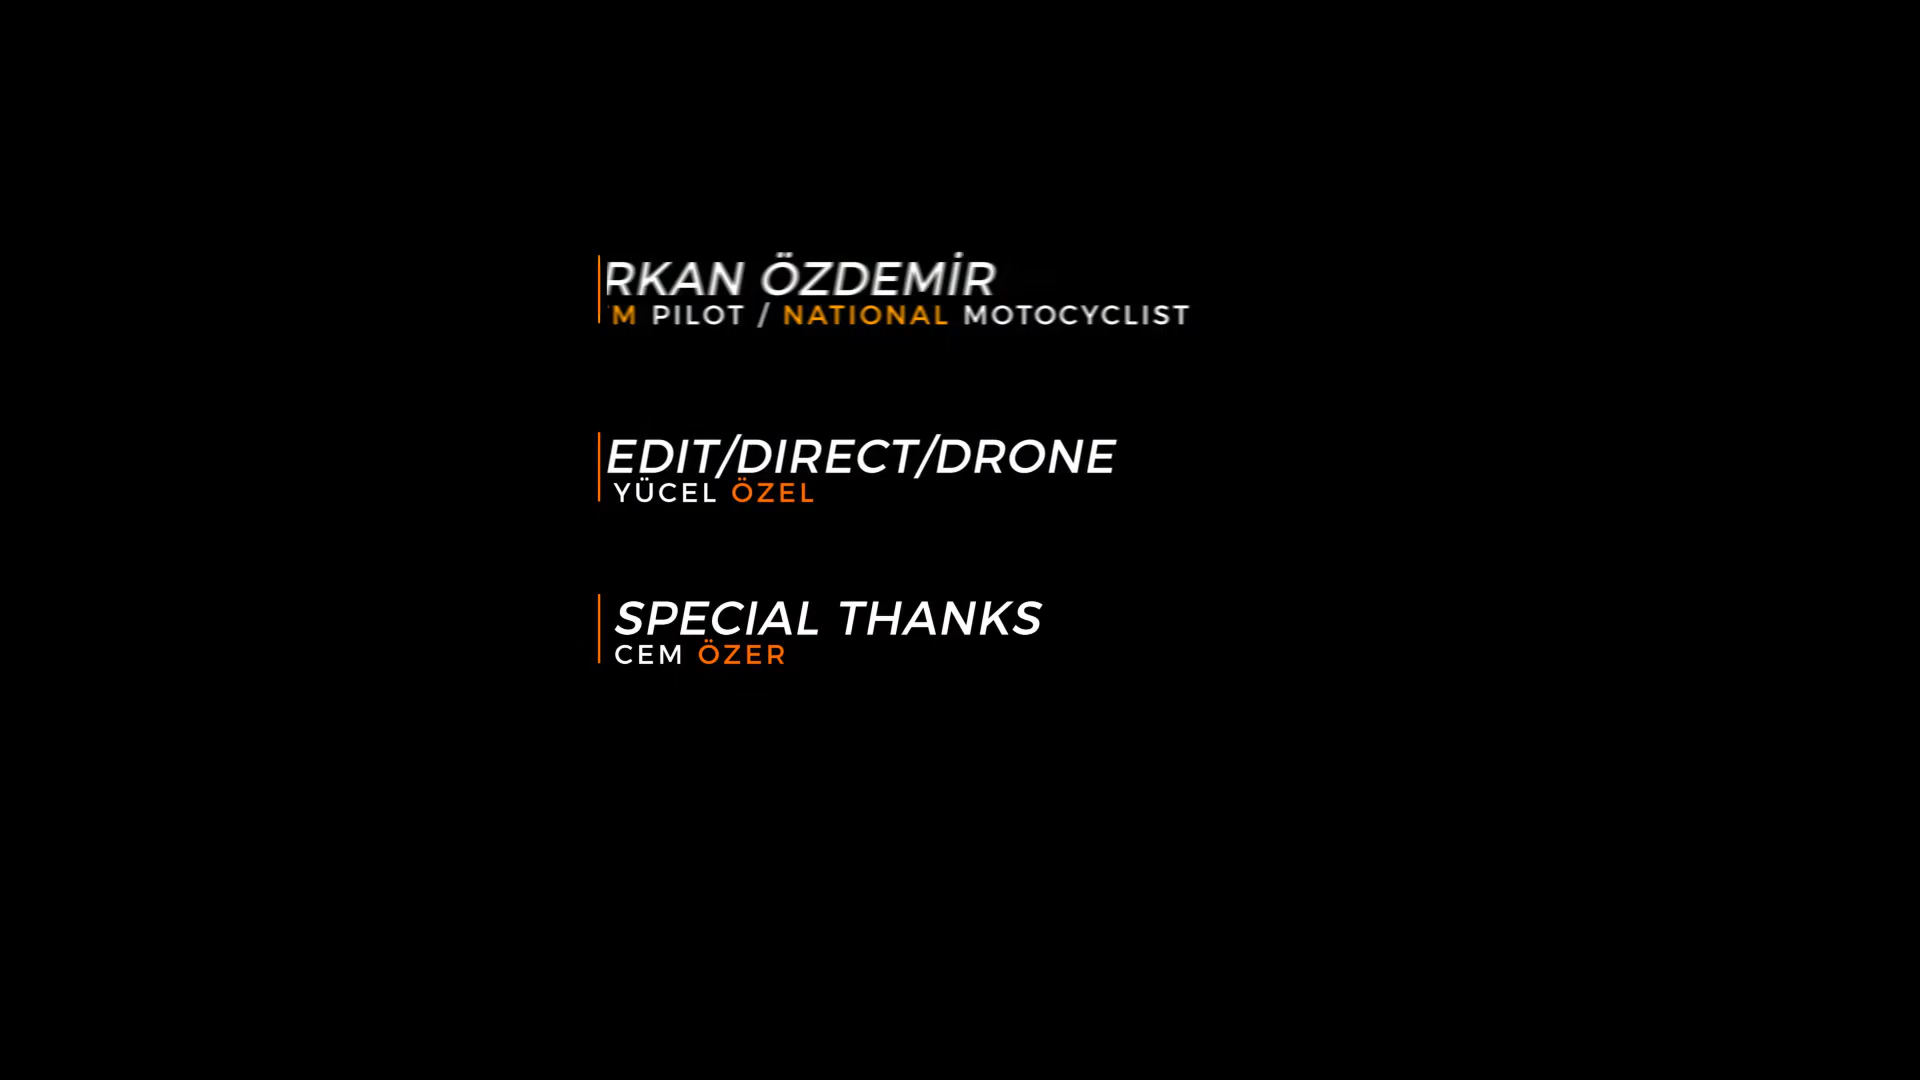 RKAN ÖZDEMİR
M PILOT / NATIONAL MOTOCYCLIST
EDIT/DIRECT/DRONE
YÜCEL ÖZEL
SPECIAL THANKS
CEM ÖZER